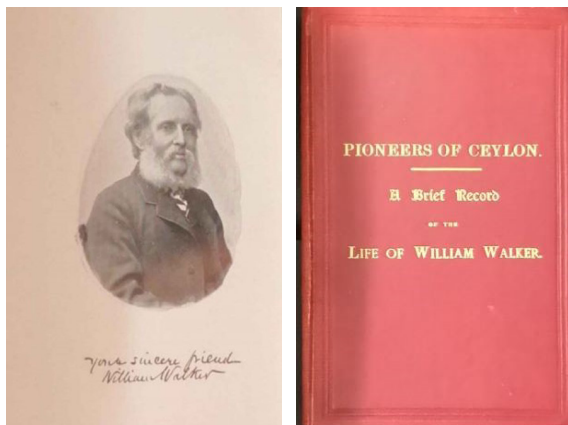 yours sincere friend
William Walker
PIONEERS OF CEYLON.
A Brief Record
OF THE
LIFE OF WILLIAM WALKER.